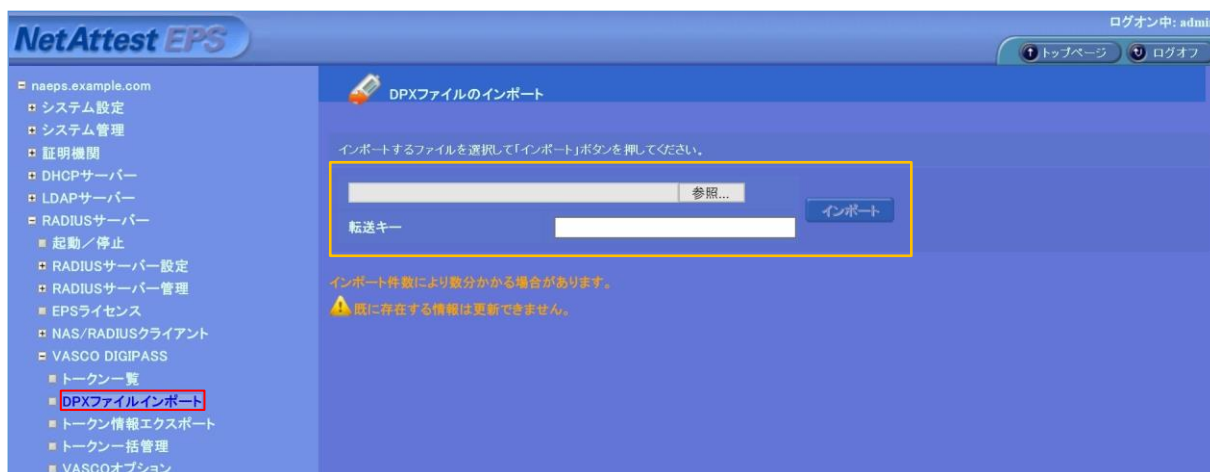 NetAttest EPS
ログオン中: admi
トップページ
ログオフ
naeps.example.com
システム設定
システム管理
証明機関
DHCPサーバー
LDAPサーバー
RADIUSサーバー
起動／停止
RADIUSサーバー設定
RADIUSサーバー管理
EPSライセンス
NAS/RADIUSクライアント
VASCO DIGIPASS
トークン一覧
DPXファイルインポート
トークン情報エクスポート
トークン一括管理
VASCOオプション
DPXファイルのインポート
インポートするファイルを選択して「インポート」ボタンを押してください。
参照...
転送キー
インポート
インポート件数により数分かかる場合があります。
既に存在する情報は更新できません。